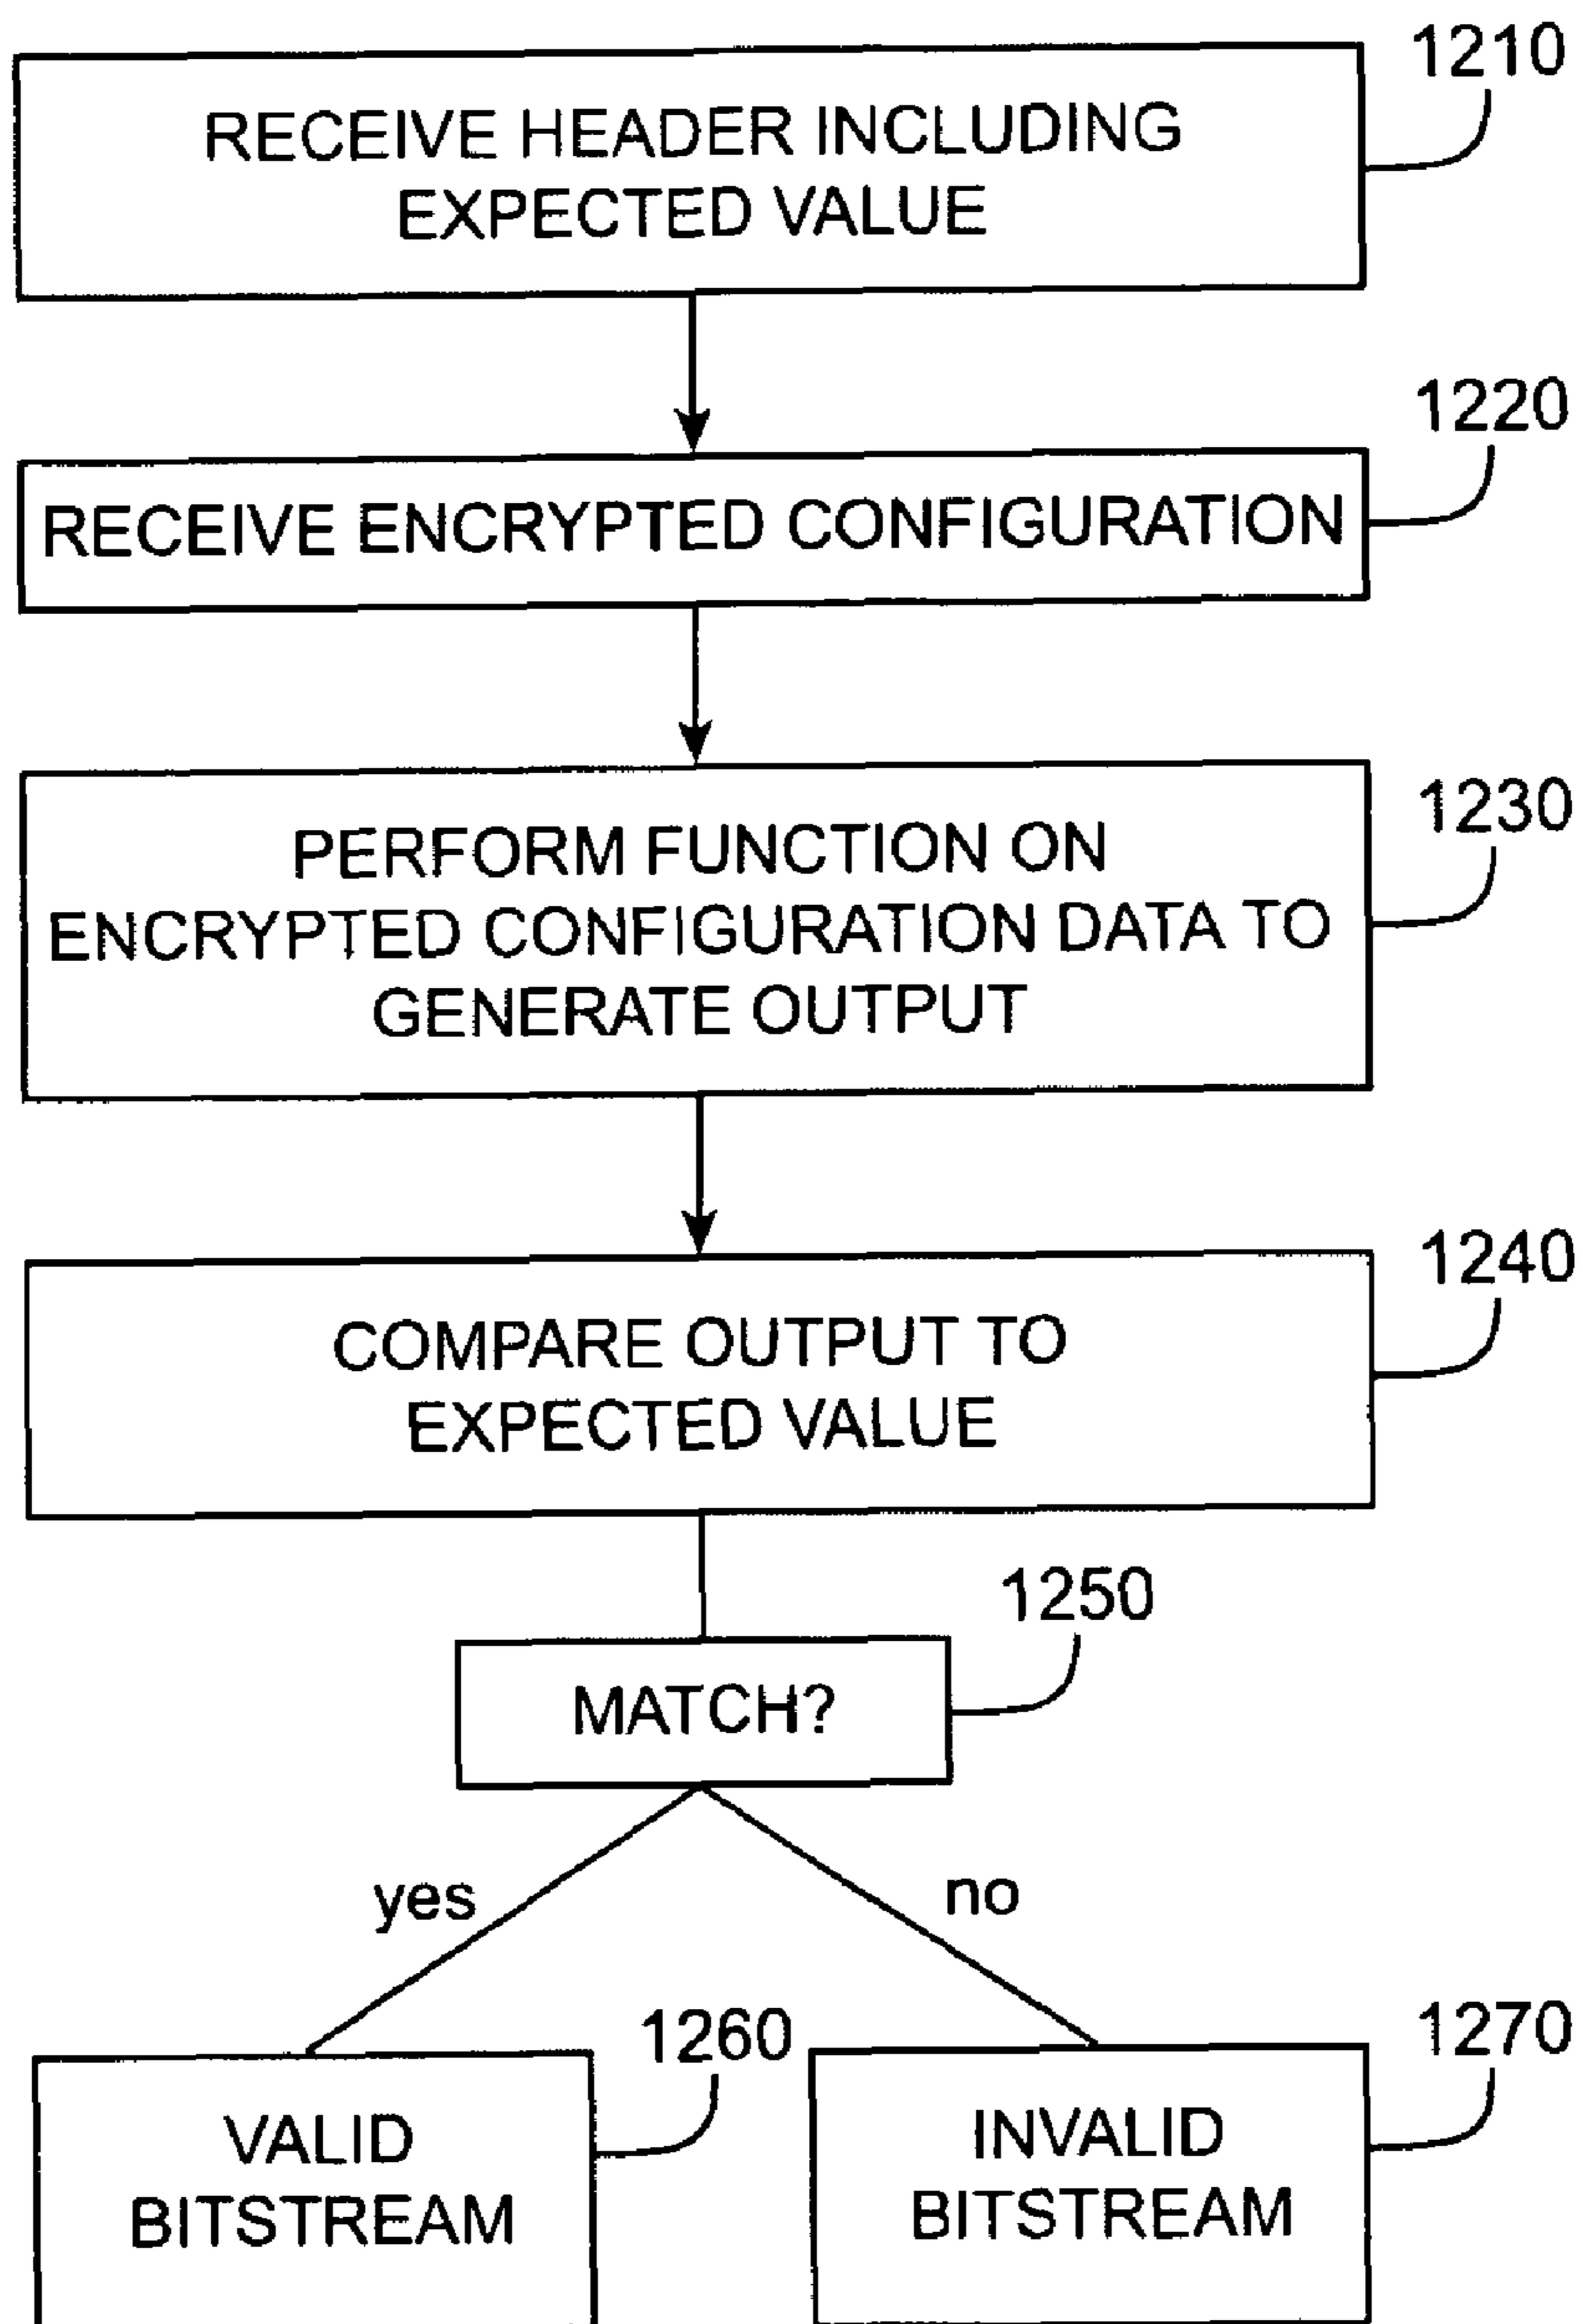 1210
RECEIVE HEADER INCLUDING
EXPECTED VALUE
1220
RECEIVE ENCRYPTED CONFIGURATION
1230
PERFORM FUNCTION ON
ENCRYPTED CONFIGURATION DATA TO
GENERATE OUTPUT
1240
COMPARE OUTPUT TO
EXPECTED VALUE
1250
MATCH?
yes
no
1260
VALID
BITSTREAM
1270
INVALID
BITSTREAM